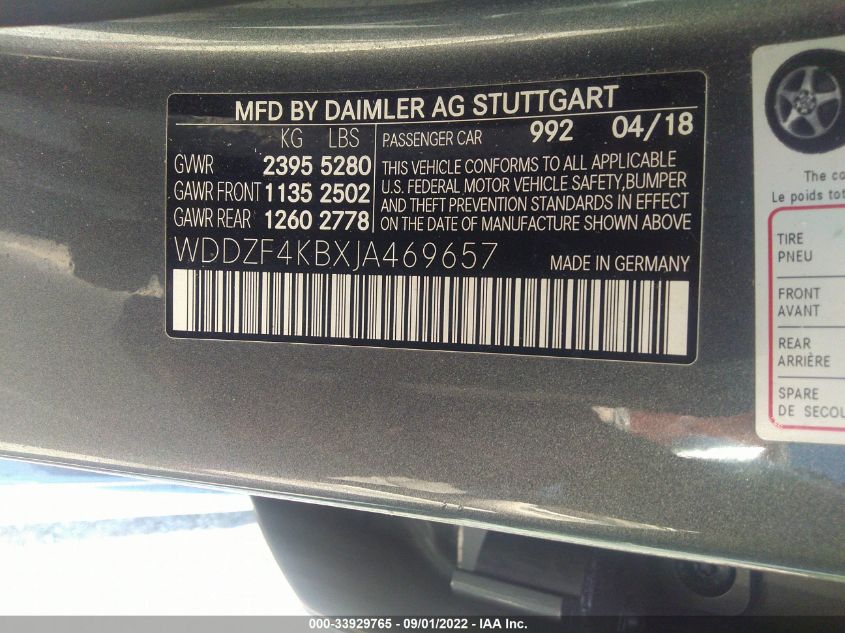 MFD BY DAIMLER AG STUTTGART
KG LBS
GVWR 2395 5280
GAWR FRONT 1135 2502
GAWR REAR 1260 2778
PASSENGER CAR 992 04/18
THIS VEHICLE CONFORMS TO ALL APPLICABLE
U.S. FEDERAL MOTOR VEHICLE SAFETY,BUMPER
AND THEFT PREVENTION STANDARDS IN EFFECT
ON THE DATE OF MANUFACTURE SHOWN ABOVE
WDDZF4KBXJA469657 MADE IN GERMANY
The
Le poids
TIRE
PNEU
FRONT
AVANT
REAR
ARRIÈRE
SPARE
DE
000-33929765 - 09/01/2022 - IAA Inc.